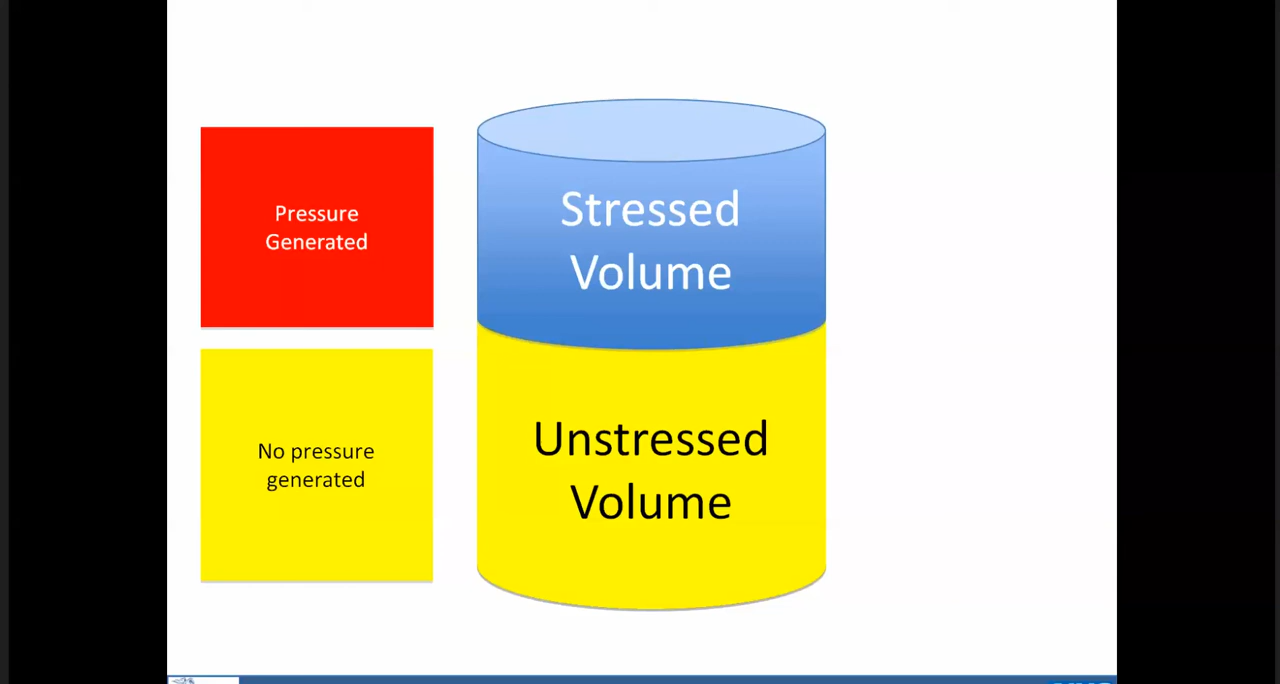 Pressure
Generated
Stressed
Volume
No pressure
generated
Unstressed
Volume